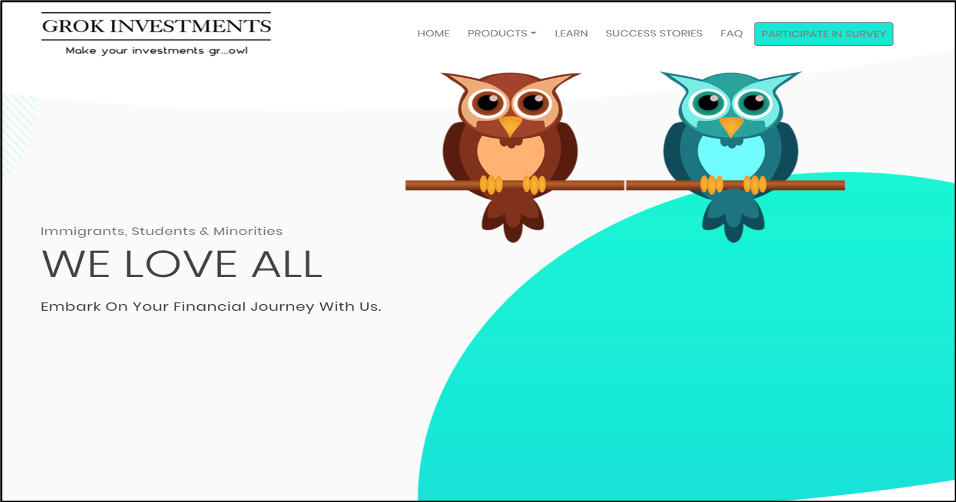 GROK INVESTMENTS
Make your investments gr...owl
HOME PRODUCTS LEARN SUCCESS STORIES FAQ PARTICIPATE IN SURVEY
Immigrants, Students & Minorities
WE LOVE ALL
Embark On Your Financial Journey With Us.